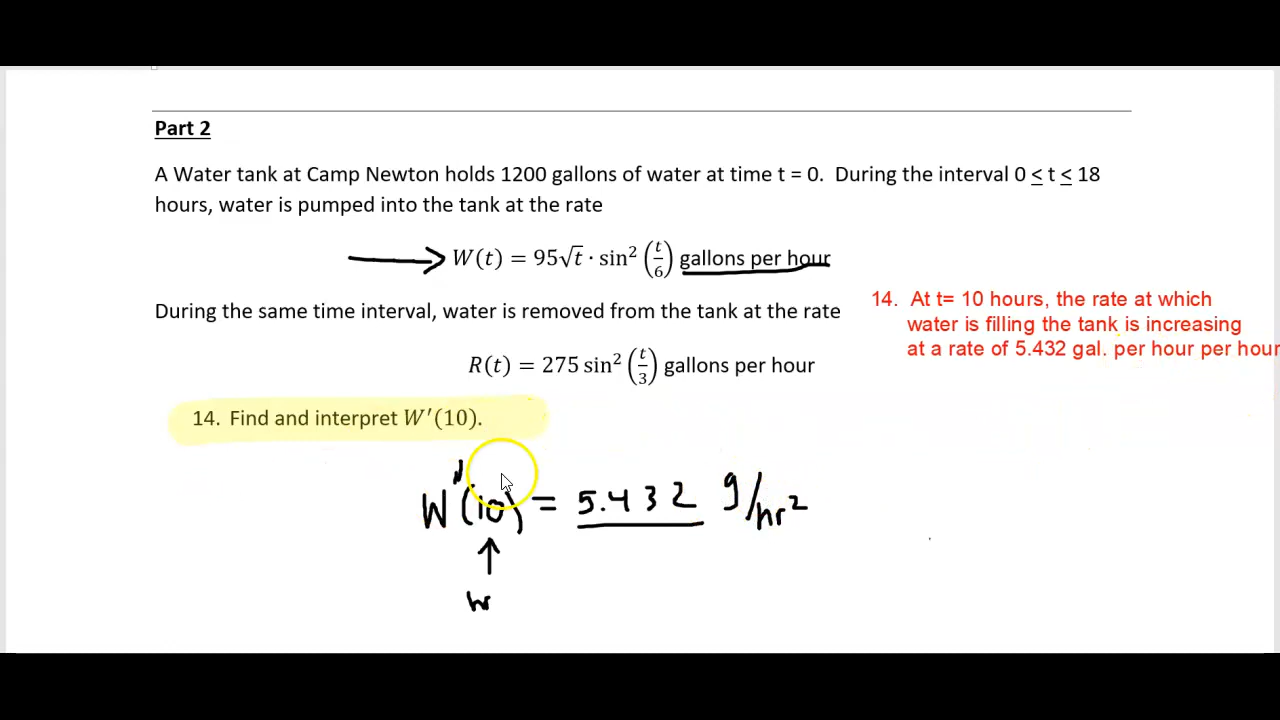 Part 2
A Water tank at Camp Newton holds 1200 gallons of water at time t = 0. During the interval 0 ≤ t ≤ 18
hours, water is pumped into the tank at the rate
W(t) = 95√t · sin² (t/6) gallons per hour
During the same time interval, water is removed from the tank at the rate
R(t) = 275 sin² (t/3) gallons per hour
14. At t= 10 hours, the rate at which
water is filling the tank is increasing
at a rate of 5.432 gal. per hour per hour
14. Find and interpret W′(10).
W'(10) = 5.432 g/hr²
hr